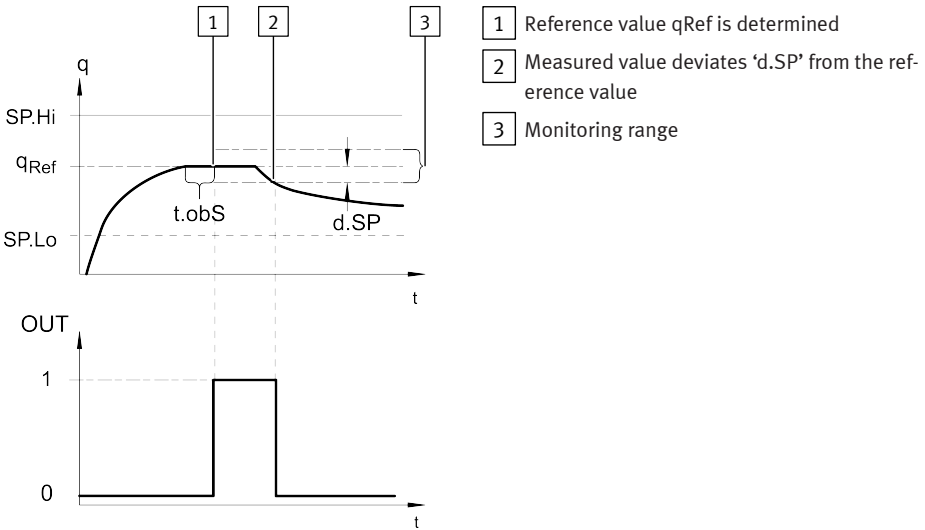 1 2 3
q
SP.Hi
qRef
t.obS
d.SP
SP.Lo
t
OUT
1
0
t
1 Reference value qRef is determined
2 Measured value deviates ‘d.SP’ from the ref-
erence value
3 Monitoring range